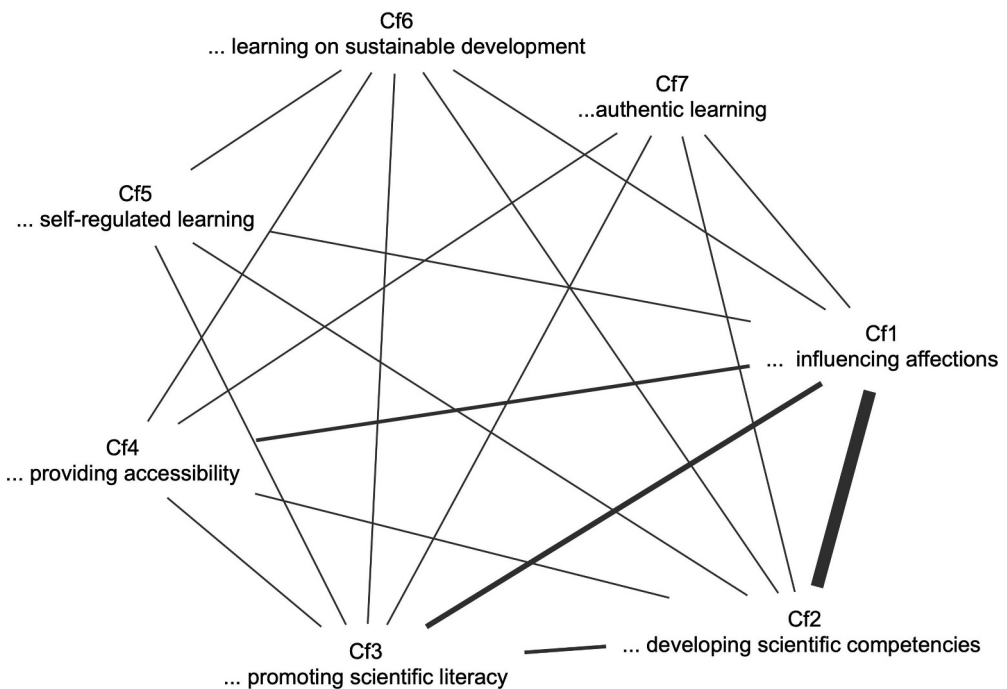 Cf6
... learning on sustainable development
Cf7
...authentic learning
Cf5
... self-regulated learning
Cf1
... influencing affections
Cf4
... providing accessibility
Cf2
... developing scientific competencies
Cf3
... promoting scientific literacy